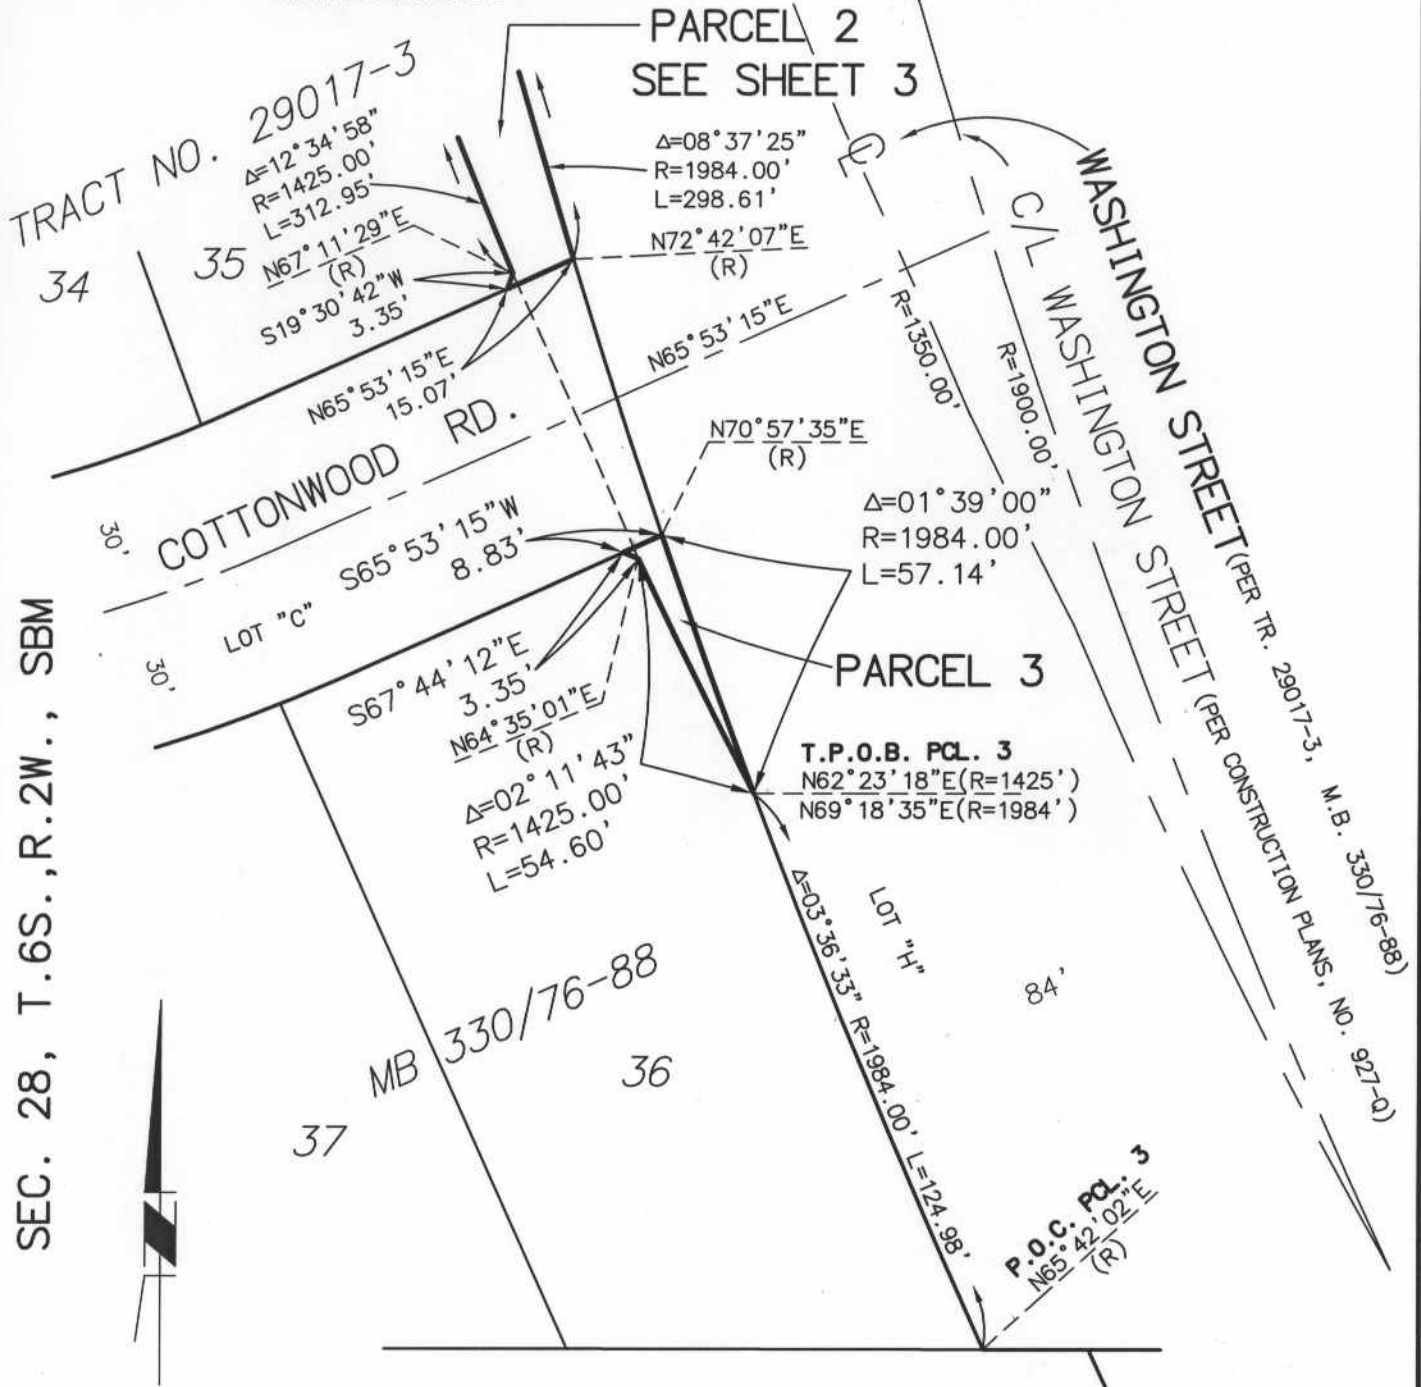 PARCEL 2
SEE SHEET 3
TRACT NO. 29017-3
Δ=12°34'58"
R=1425.00'
L=312.95'
N67°11'29"E
(R)
S19°30'42"W
3.35'
34
35
Δ=08°37'25"
R=1984.00'
L=298.61'
N72°42'07"E
(R)
CL
WASHINGTON STREET (PER TR. 29017-3, M.B. 330/76-88)
C/L WASHINGTON STREET (PER CONSTRUCTION PLANS, NO. 927-Q)
N65°53'15"E
15.07'
N65°53'15"E
R=1350.00'
R=1900.00'
COTTONWOOD RD.
30'
30'
LOT "C"
N70°57'35"E
(R)
S65°53'15"W
8.83'
Δ=01°39'00"
R=1984.00'
L=57.14'
S67°44'12"E
3.35'
N64°35'01"E
(R)
PARCEL 3
Δ=02°11'43"
R=1425.00'
L=54.60'
T.P.O.B. PCL. 3
N62°23'18"E(R=1425')
N69°18'35"E(R=1984')
SEC. 28, T.6S.,R.2W., SBM
Δ=03°36'33" R=1984.00' L=124.98'
LOT "H"
84'
MB 330/76-88
36
37
P.O.C. PCL. 3
N65°42'02"E
(R)
N